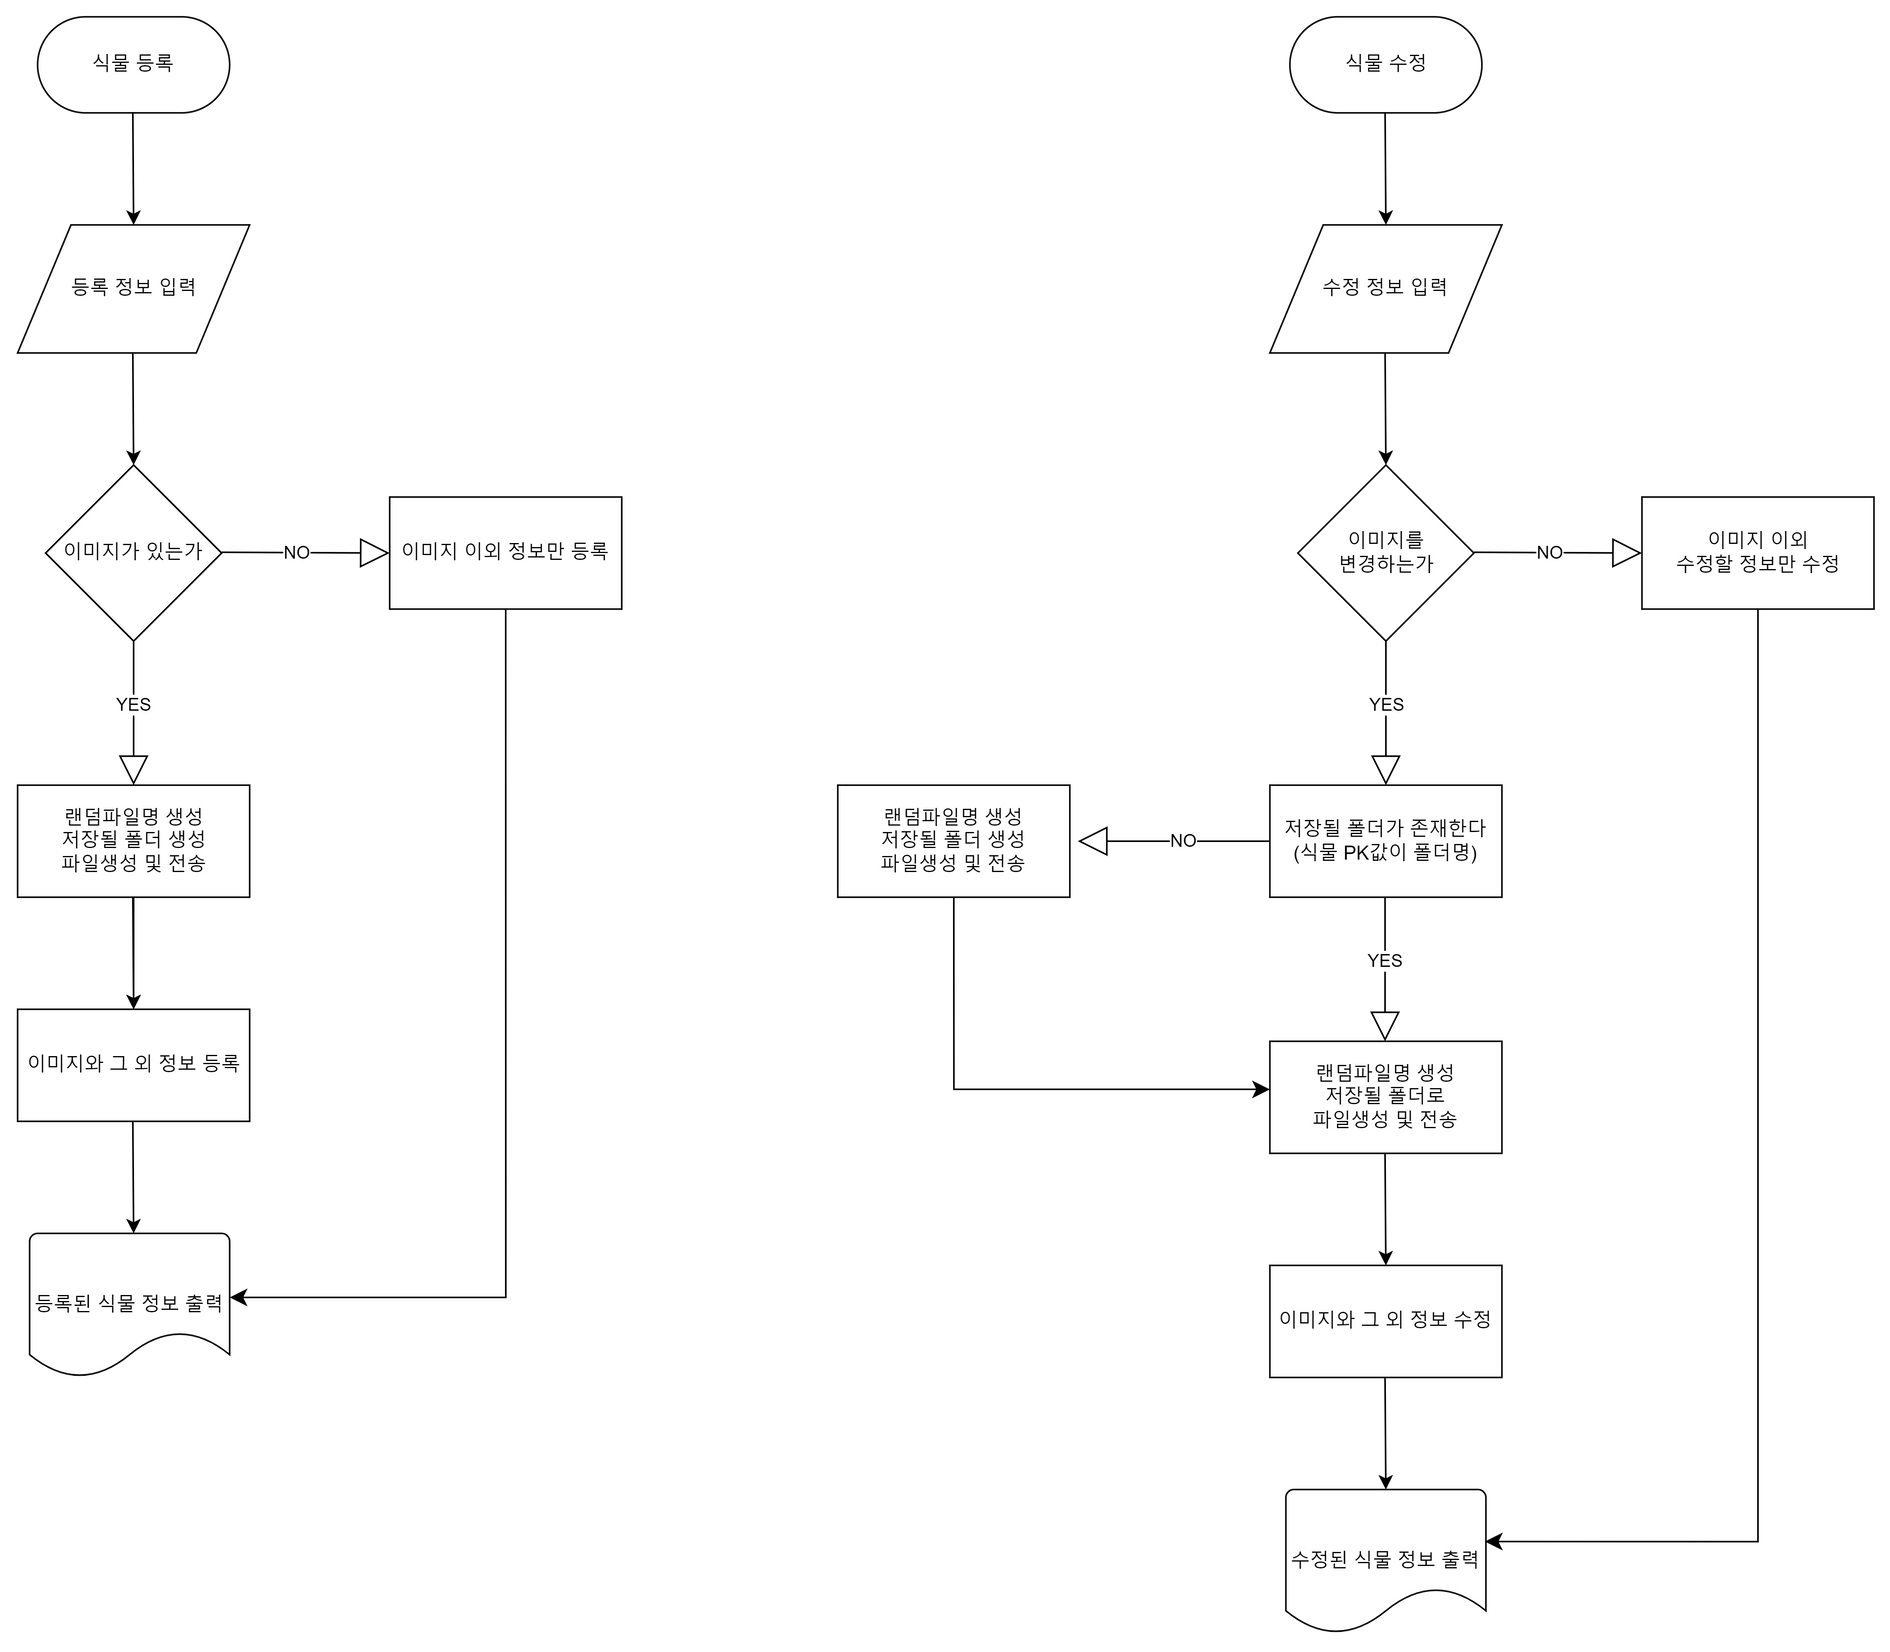 식물 등록
등록 정보 입력
이미지가 있는가
NO
이미지 이외 정보만 등록
YES
랜덤파일명 생성
저장될 폴더 생성
파일생성 및 전송
이미지와 그 외 정보 등록
등록된 식물 정보 출력
식물 수정
수정 정보 입력
이미지를
변경하는가
NO
이미지 이외
수정할 정보만 수정
YES
저장될 폴더가 존재한다
(식물 PK값이 폴더명)
NO
랜덤파일명 생성
저장될 폴더 생성
파일생성 및 전송
YES
랜덤파일명 생성
저장될 폴더로
파일생성 및 전송
이미지와 그 외 정보 수정
수정된 식물 정보 출력